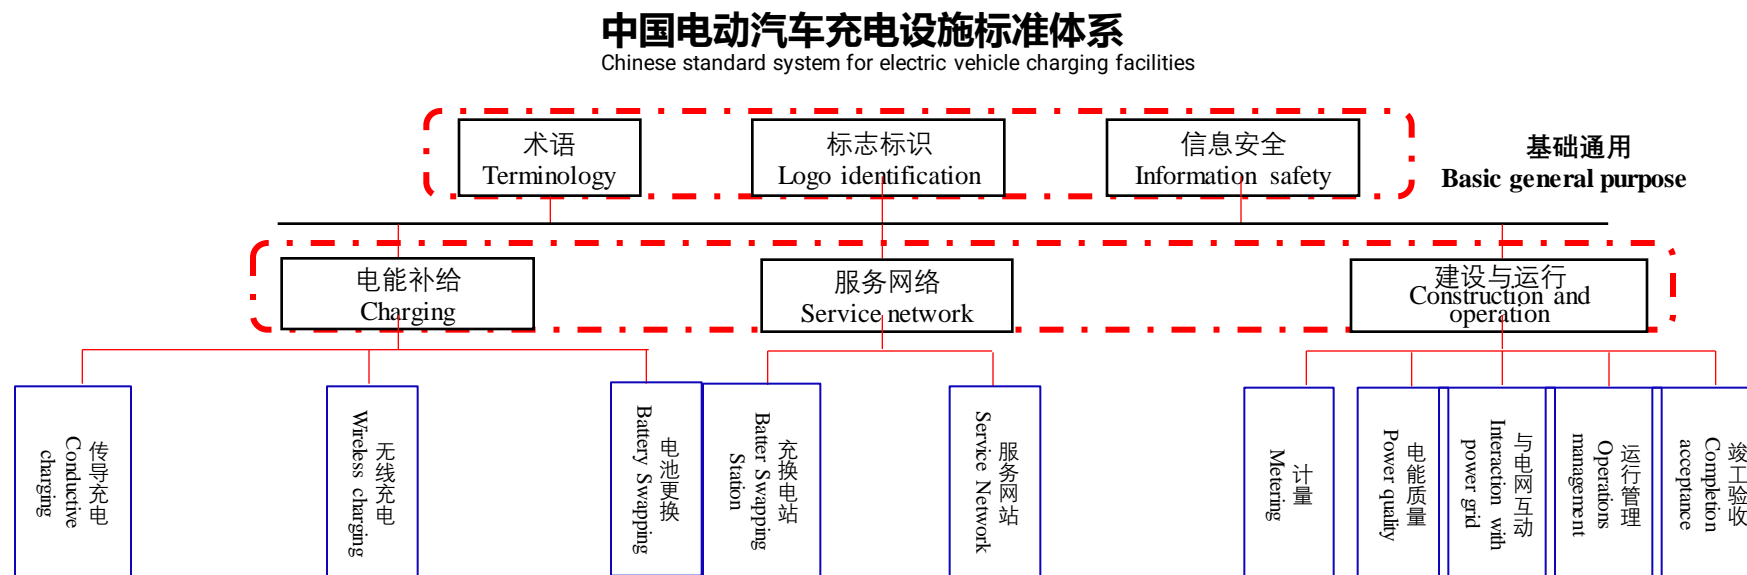 中国电动汽车充电设施标准体系
Chinese standard system for electric vehicle charging facilities
术语
Terminology
标志标识
Logo identification
信息安全
Information safety
基础通用
Basic general purpose
电能补给
Charging
服务网络
Service network
建设与运行
Construction and
operation
传导充电
Conductive
charging
无线充电
Wireless charging
电池更换
Battery Swapping
充换电站
Batter Swapping
Station
服务网站
Service Network
计量
Metering
电能质量
Power quality
与电网互动
Interaction with
power grid
运行管理
Operations
management
竣工验收
Completion
acceptance